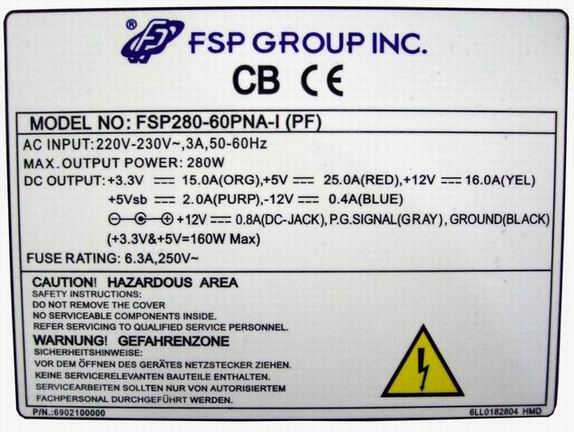 ® FSP GROUP INC.
CB CE
MODEL NO: FSP280-60PNA-I (PF)
AC INPUT: 220V-230V~,3A,50-60Hz
MAX. OUTPUT POWER: 280W
DC OUTPUT: +3.3V ⎓ 15.0A(ORG),+5V ⎓ 25.0A(RED),+12V ⎓ 16.0A(YEL)
+5Vsb ⎓ 2.0A(PURP),-12V ⎓ 0.4A(BLUE)
+12V ⎓ 0.8A(DC-JACK), P.G.SIGNAL(GRAY), GROUND(BLACK)
(+3.3V&+5V=160W Max)
FUSE RATING: 6.3A,250V~
CAUTION! HAZARDOUS AREA
SAFETY INSTRUCTIONS:
DO NOT REMOVE THE COVER
NO SERVICEABLE COMPONENTS INSIDE.
REFER SERVICING TO QUALIFIED SERVICE PERSONNEL.
WARNUNG! GEFAHRENZONE
SICHERHEITSHINWEISE:
VOR DEM ÖFFNEN DES GERÄTES NETZSTECKER ZIEHEN.
KEINE SERVICERELEVANTEN BAUTEILE ENTHALTEN.
SERVICEARBEITEN SOLLTEN NUR VON AUTORISIERTEM
FACHPERSONAL DURCHGEFÜHRT WERDEN.
P/N.:6902100000 6LL0182804 HMD